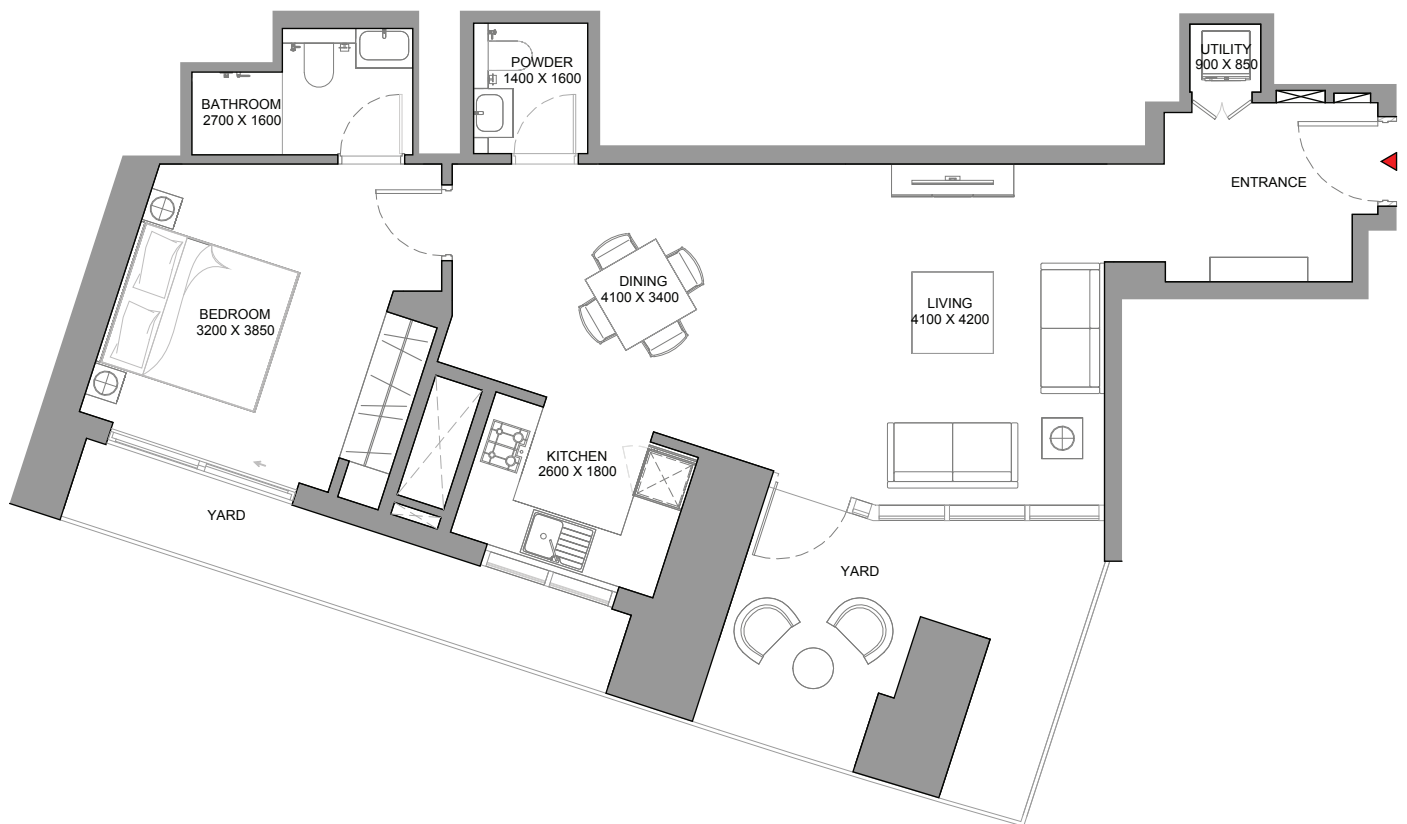 POWDER
1400 X 1600
UTILITY
900 X 850
BATHROOM
2700 X 1600
ENTRANCE
DINING
4100 X 3400
LIVING
4100 X 4200
BEDROOM
3200 X 3850
KITCHEN
2600 X 1800
YARD
YARD